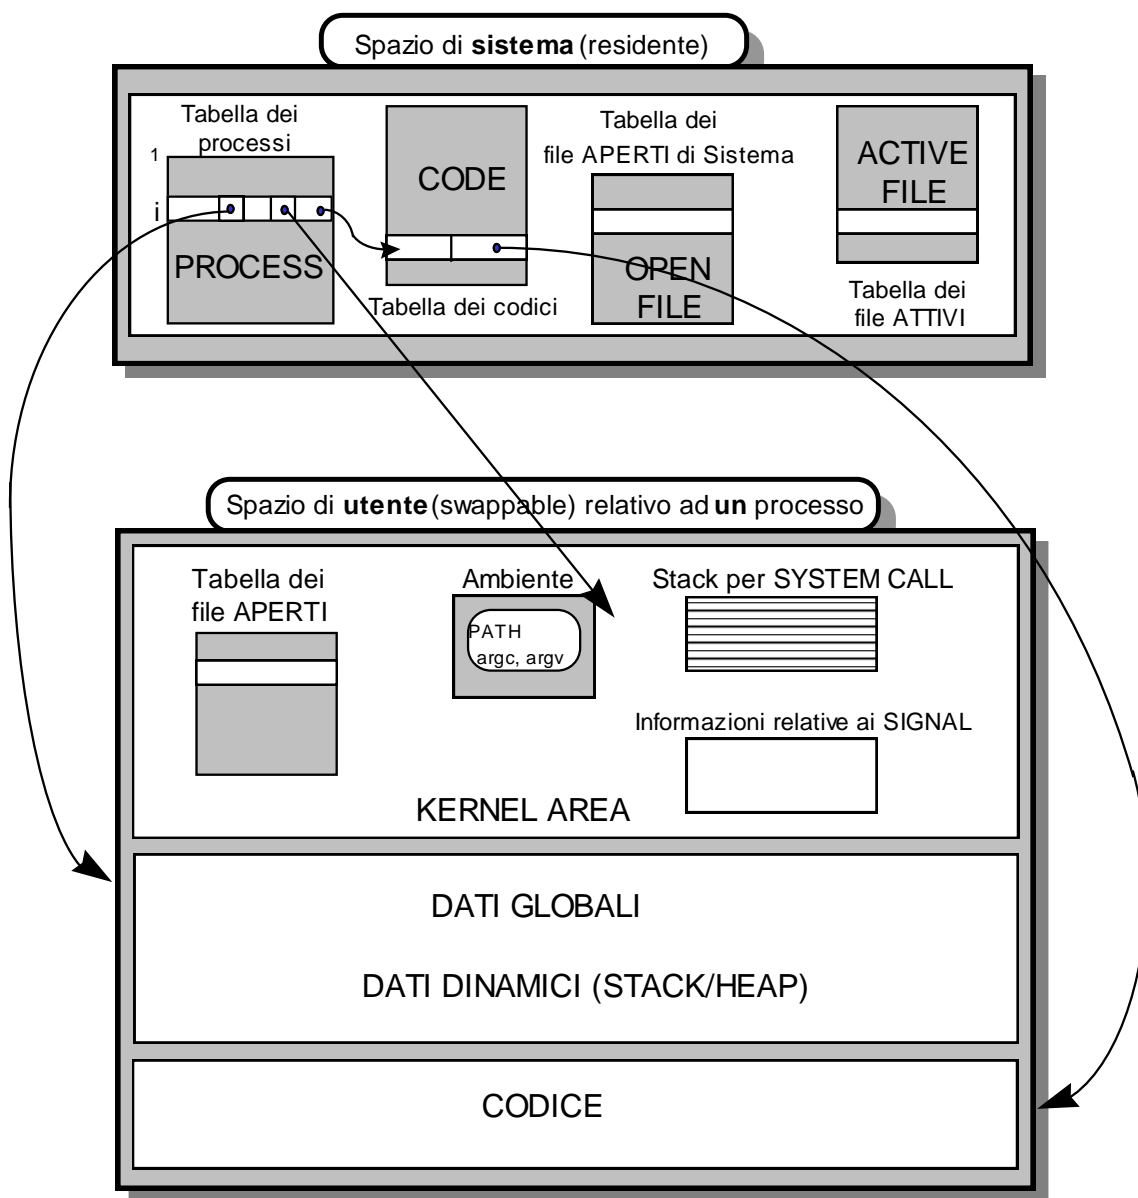 Spazio di sistema (residente)
Tabella dei
processi
1
i
PROCESS
CODE
Tabella dei codici
Tabella dei
file APERTI di Sistema
OPEN
FILE
ACTIVE
FILE
Tabella dei
file ATTIVI
Spazio di utente (swappable) relativo ad un processo
Tabella dei
file APERTI
Ambiente
PATH
argc, argv
Stack per SYSTEM CALL
Informazioni relative ai SIGNAL
KERNEL AREA
DATI GLOBALI
DATI DINAMICI (STACK/HEAP)
CODICE